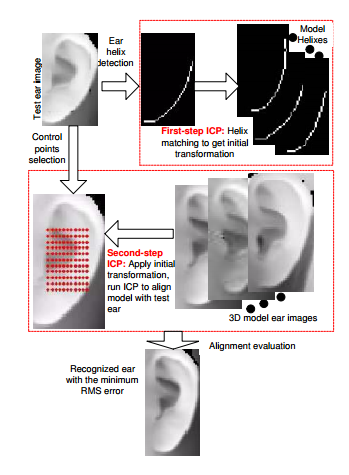 Test ear image
Ear
helix
detection
Model
Helixes
First-step ICP: Helix
matching to get initial
transformation
Control
points
selection
Second-step
ICP: Apply initial
transformation,
run ICP to align
model with test
ear
3D model ear images
Alignment evaluation
Recognized ear
with the minimum
RMS error